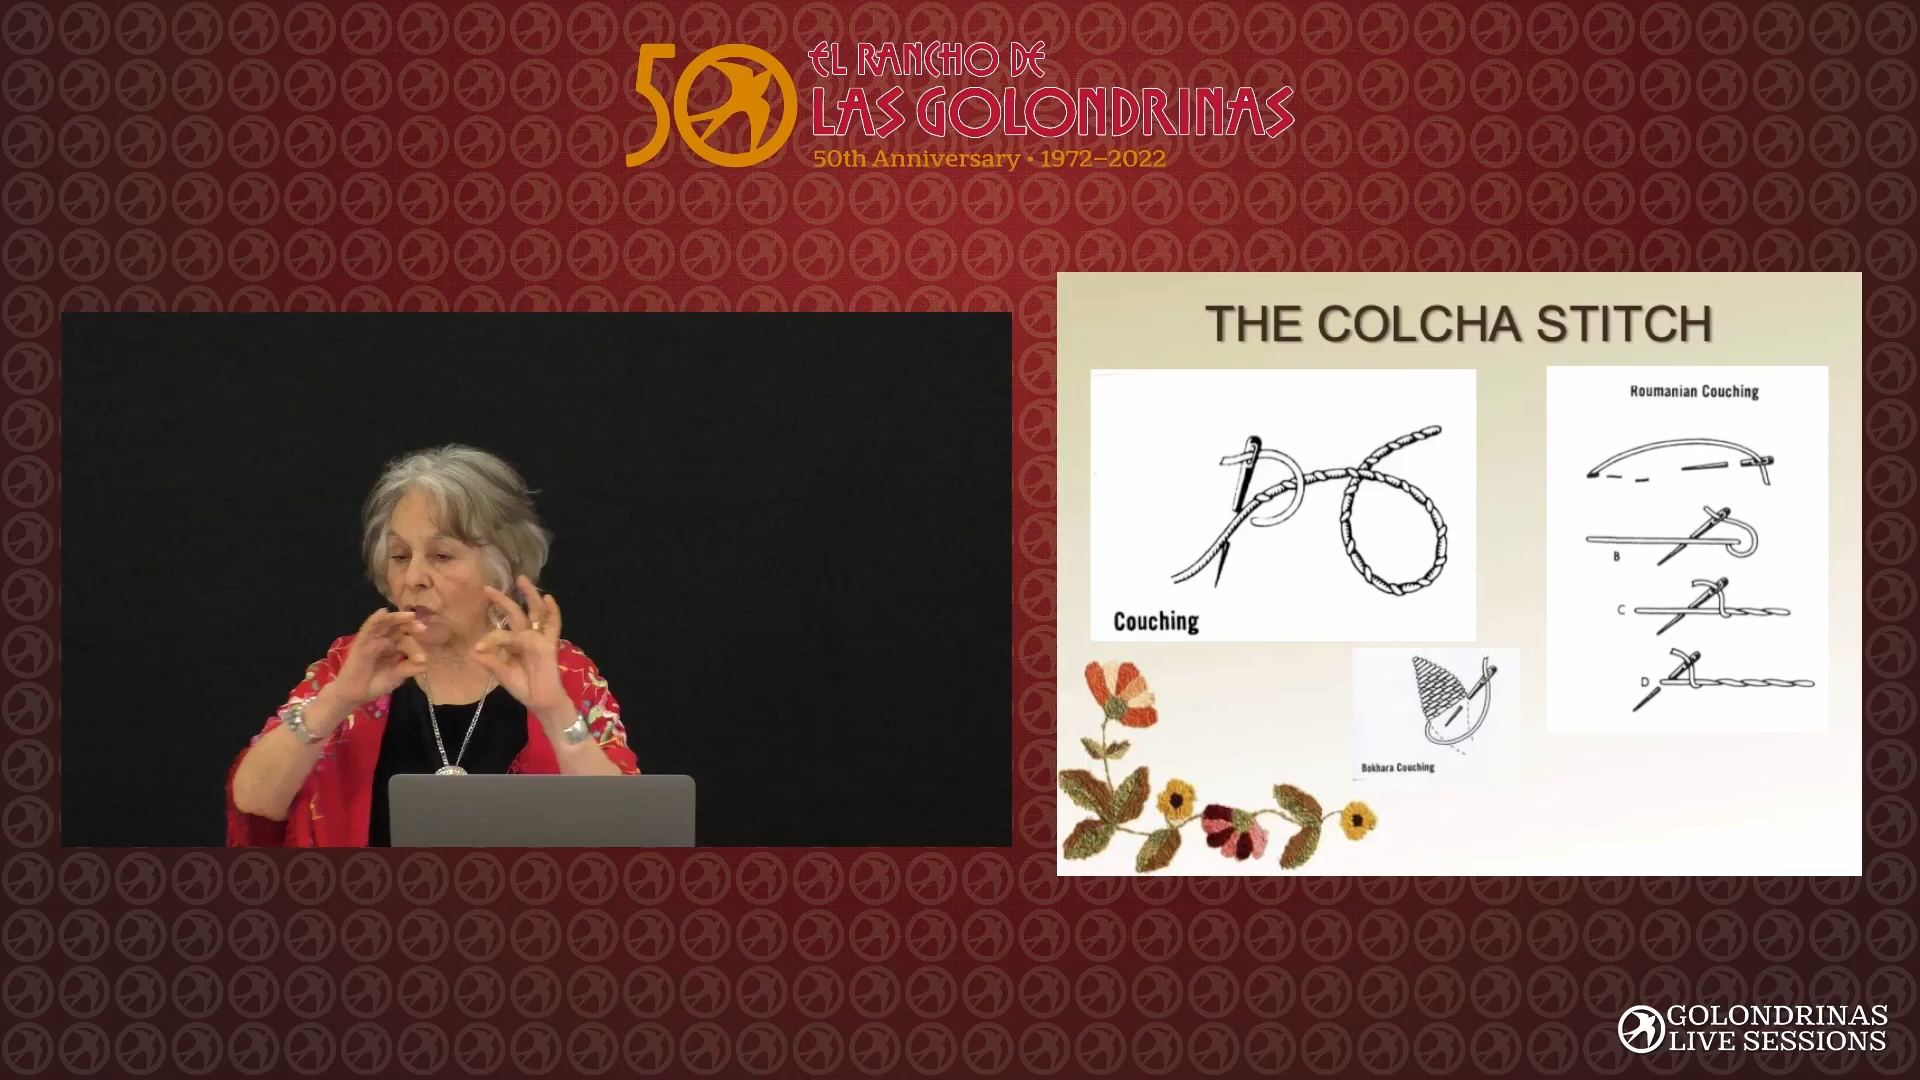 50
EL RANCHO DE
LAS GOLONDRINAS
50th Anniversary • 1972–2022
THE COLCHA STITCH
Couching
Roumanian Couching
B
C
D
Bokhara Couching
GOLONDRINAS
LIVE SESSIONS